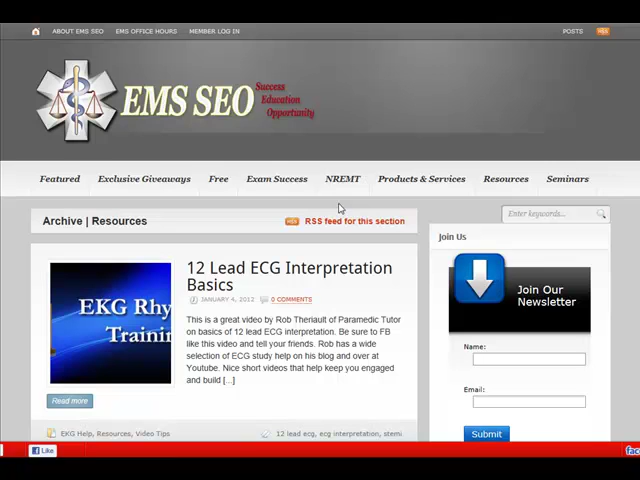 ABOUT EMS SEO EMS OFFICE HOURS MEMBER LOG IN POSTS
EMS SEO
Success
Education
Opportunity
Featured Exclusive Giveaways Free Exam Success NREMT Products & Services Resources Seminars
Archive | Resources
RSS feed for this section
Enter keywords...
Join Us
Join Our
Newsletter
Name:
Email:
Submit
EKG Rhy
Trainin
12 Lead ECG Interpretation
Basics
JANUARY 4, 2012 0 COMMENTS
This is a great video by Rob Theriault of Paramedic Tutor
on basics of 12 lead ECG interpretation. Be sure to FB
like this video and tell your friends. Rob has a wide
selection of ECG study help on his blog and over at
Youtube. Nice short videos that help keep you engaged
and build [...]
Read more
EKG Help, Resources, Video Tips
12 lead ecg, ecg interpretation, stemi
Like
fac